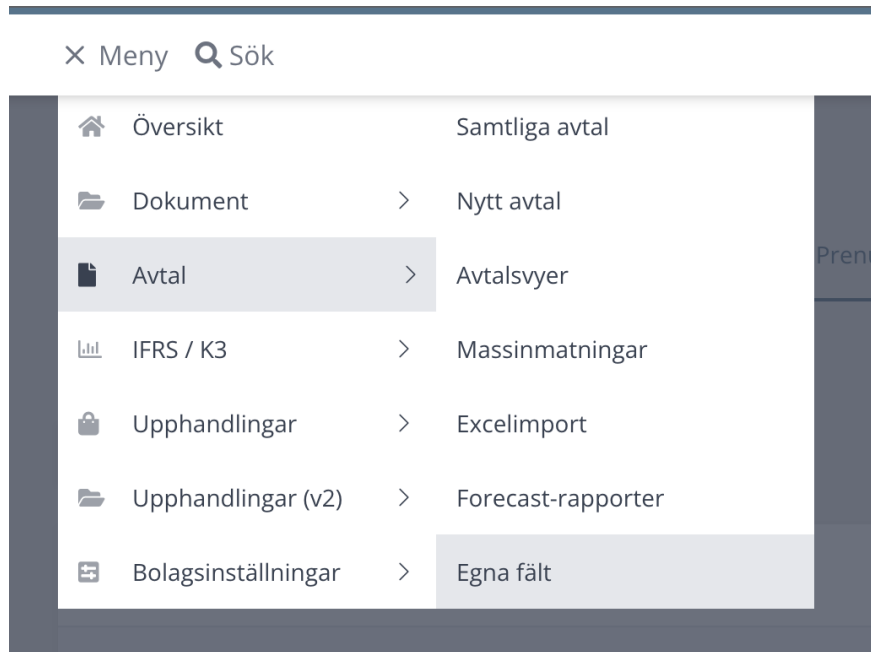 Meny Sök
Översikt
Dokument
Avtal
IFRS / K3
Upphandlingar
Upphandlingar (v2)
Bolagsinställningar
Samtliga avtal
Nytt avtal
Avtalsvyer
Massinmatningar
Excelimport
Forecast-rapporter
Egna fält